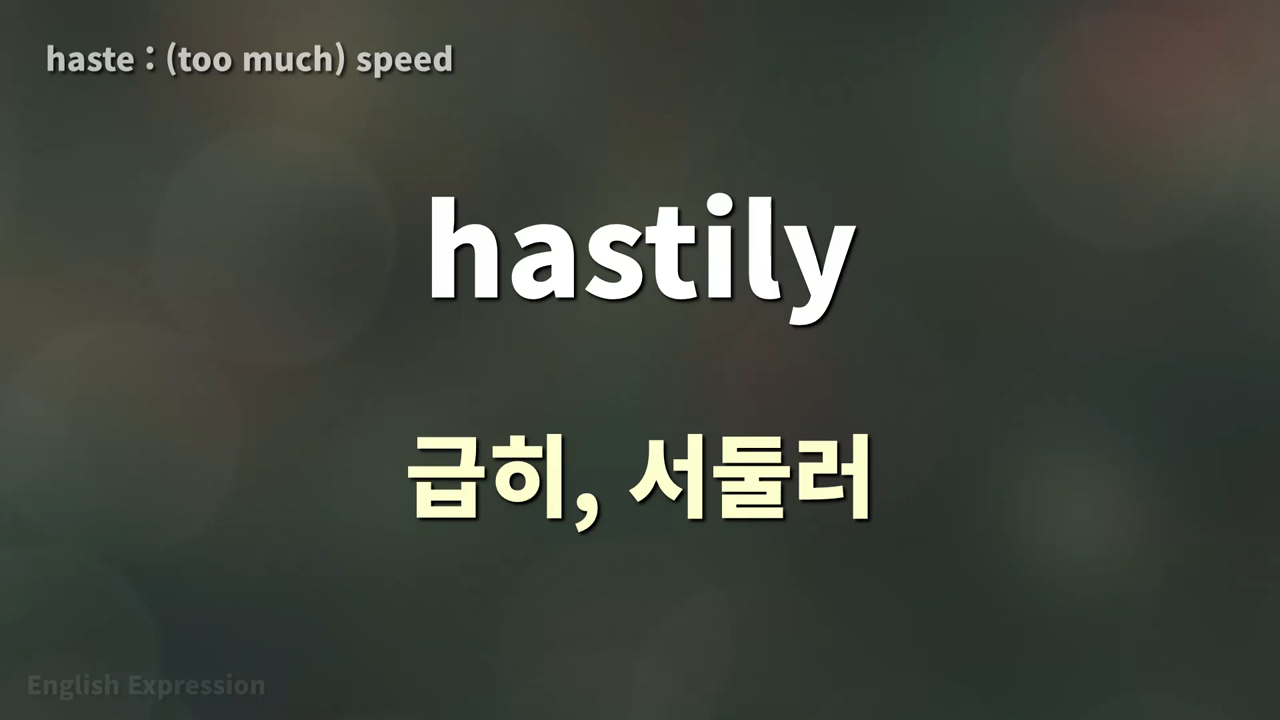 haste : (too much) speed
hastily
급히, 서둘러
English Expression